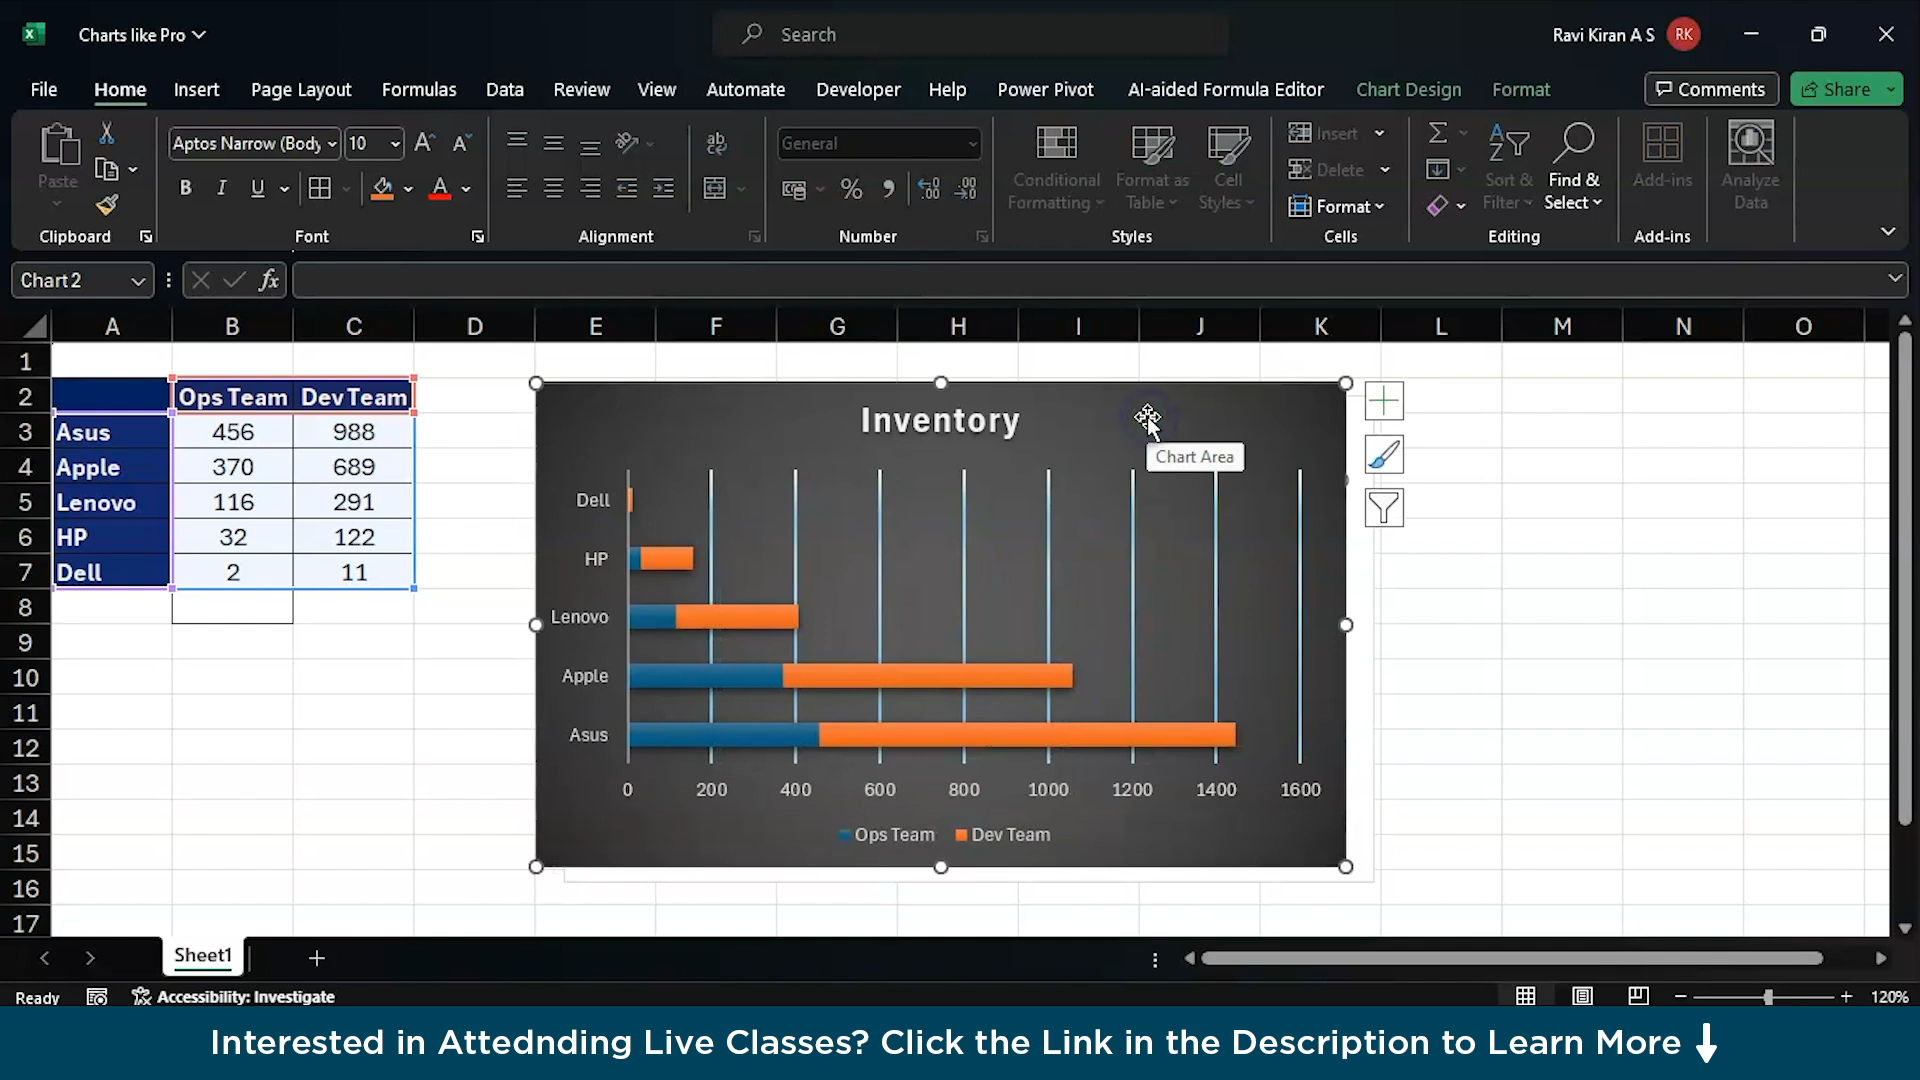 Charts like Pro
Search
Ravi Kiran A S
RK
File
Home
Insert
Page Layout
Formulas
Data
Review
View
Automate
Developer
Help
Power Pivot
AI-aided Formula Editor
Chart Design
Format
Comments
Share
Paste
Aptos Narrow (Body
10
General
Conditional
Formatting
Format as
Table
Cell
Styles
Insert
Delete
Format
Sort &
Filter
Find &
Select
Add-ins
Analyze
Data
Clipboard
Font
Alignment
Number
Styles
Cells
Editing
Add-ins
Chart 2
fx
A B C D E F G H I J K L M N O
1
2 Ops Team Dev Team
3 Asus 456 988
4 Apple 370 689
5 Lenovo 116 291
6 HP 32 122
7 Dell 2 11
8
9
10
11
12
13
14
15
16
17
Inventory
Chart Area
Dell
HP
Lenovo
Apple
Asus
0 200 400 600 800 1000 1200 1400 1600
Ops Team Dev Team
Sheet1
Ready
Accessibility: Investigate
120%
Interested in Attednding Live Classes? Click the Link in the Description to Learn More